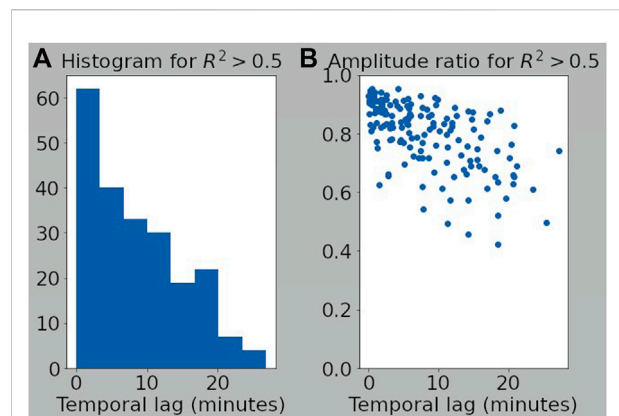 A Histogram for R² > 0.5
60
50
40
30
20
10
0
0 10 20
Temporal lag (minutes)
B Amplitude ratio for R² > 0.5
1.0
0.8
0.6
0.4
0.2
0.0
0 10 20
Temporal lag (minutes)